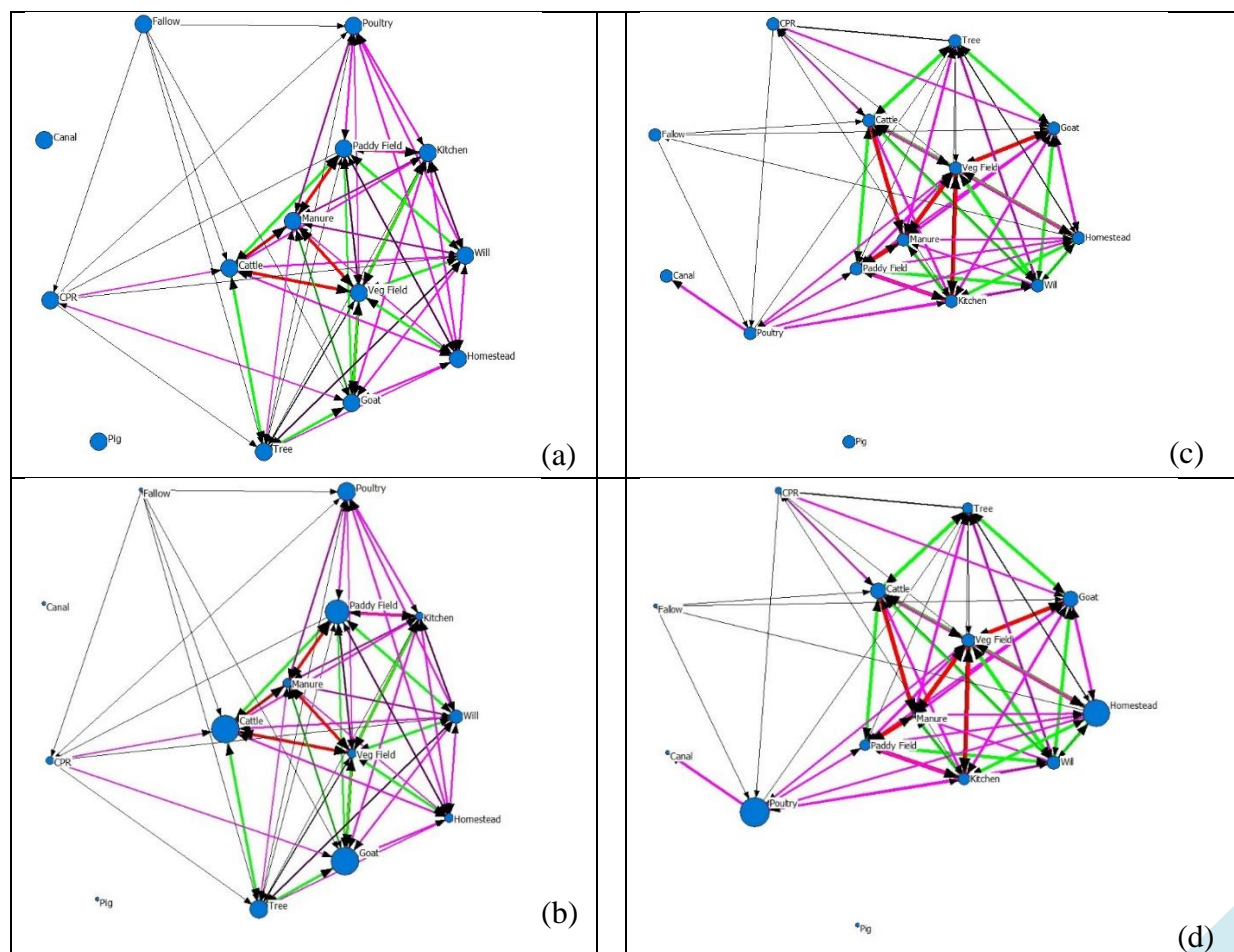 Fallow
Poultry
Canal
Paddy Field
Kitchen
Manure
Will
Cattle
Veg Field
CPR
Homestead
Goat
Pig
Tree
(a)
CPR
Tree
Cattle
Goat
Fallow
Veg Field
Manure
Homestead
Paddy Field
Canal
Will
Kitchen
Poultry
Pig
(c)
Fallow
Poultry
Canal
Paddy Field
Kitchen
Manure
Will
Cattle
Veg Field
CPR
Homestead
Goat
Pig
Tree
(b)
CPR
Tree
Cattle
Goat
Fallow
Veg Field
Homestead
Manure
Paddy Field
Canal
Will
Kitchen
Poultry
Pig
(d)